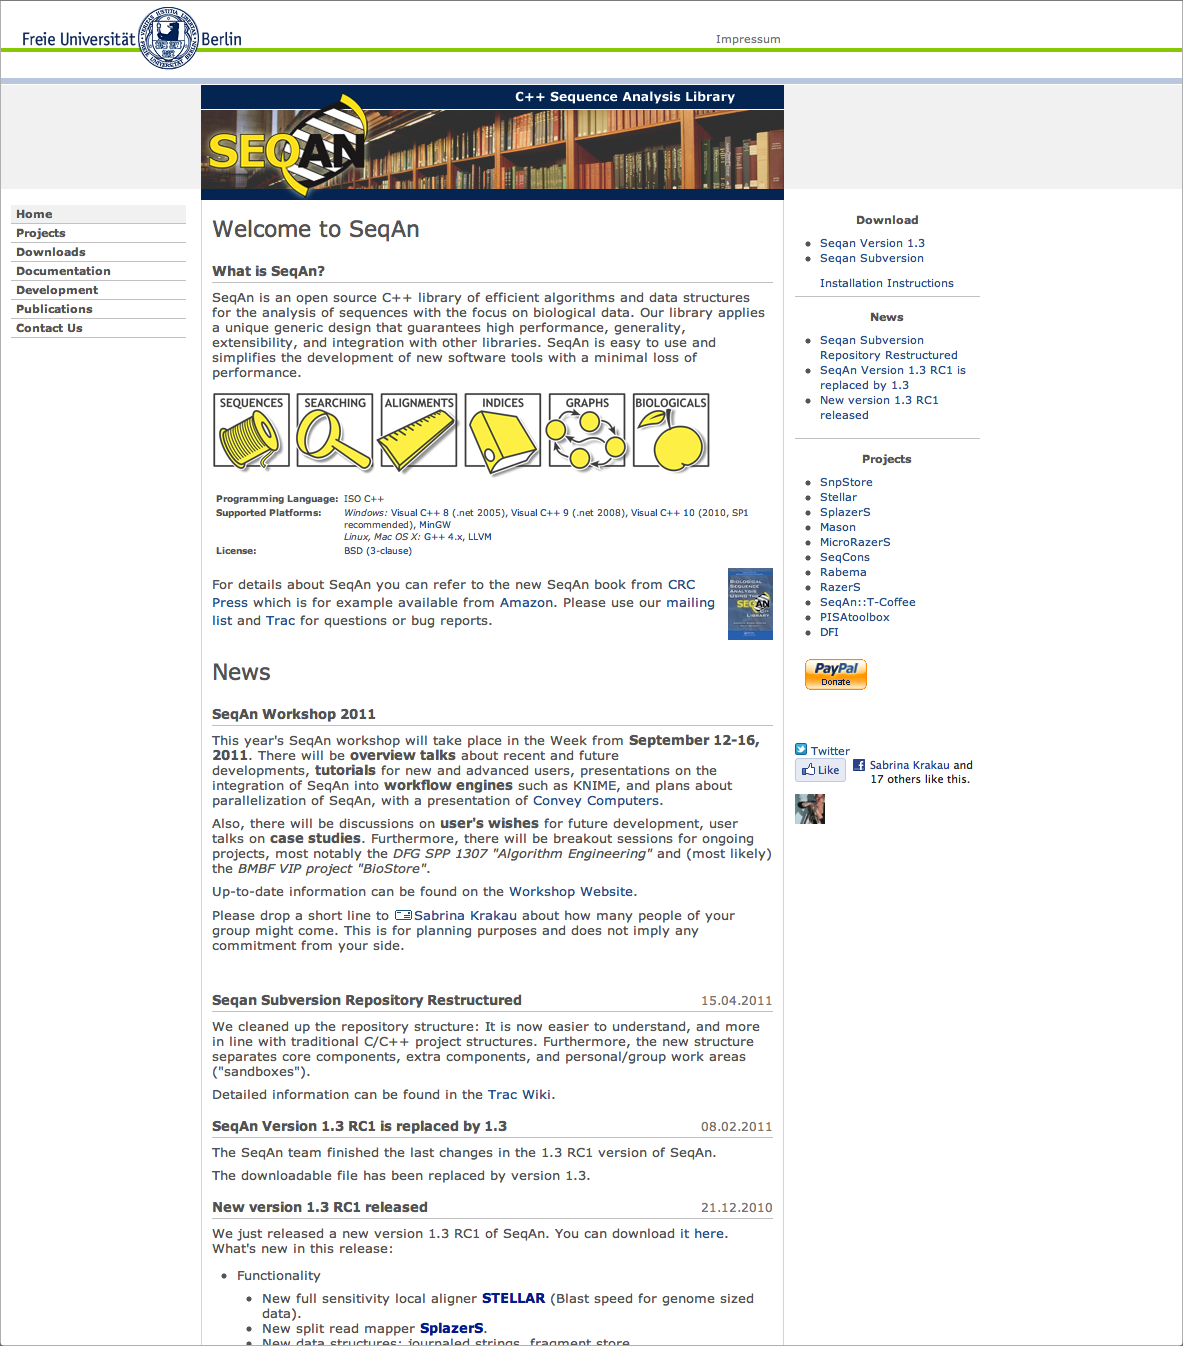 Freie Universität Berlin
Impressum
C++ Sequence Analysis Library
SEQAN
Home
Projects
Downloads
Documentation
Development
Publications
Contact Us
Welcome to SeqAn
What is SeqAn?
SeqAn is an open source C++ library of efficient algorithms and data structures
for the analysis of sequences with the focus on biological data. Our library applies
a unique generic design that guarantees high performance, generality,
extensibility, and integration with other libraries. SeqAn is easy to use and
simplifies the development of new software tools with a minimal loss of
performance.
SEQUENCES SEARCHING ALIGNMENTS INDICES GRAPHS BIOLOGICALS
Programming Language: ISO C++
Supported Platforms: Windows: Visual C++ 8 (.net 2005), Visual C++ 9 (.net 2008), Visual C++ 10 (2010, SP1
recommended), MinGW
Linux, Mac OS X: G++ 4.x, LLVM
License: BSD (3-clause)
For details about SeqAn you can refer to the new SeqAn book from CRC
Press which is for example available from Amazon. Please use our mailing
list and Trac for questions or bug reports.
BIOLOGICAL
SEQUENCE
ANALYSIS
USING THE
SEQAN
C++
LIBRARY
News
SeqAn Workshop 2011
This year's SeqAn workshop will take place in the Week from September 12-16,
2011. There will be overview talks about recent and future
developments, tutorials for new and advanced users, presentations on the
integration of SeqAn into workflow engines such as KNIME, and plans about
parallelization of SeqAn, with a presentation of Convey Computers.
Also, there will be discussions on user's wishes for future development, user
talks on case studies. Furthermore, there will be breakout sessions for ongoing
projects, most notably the DFG SPP 1307 "Algorithm Engineering" and (most likely)
the BMBF VIP project "BioStore".
Up-to-date information can be found on the Workshop Website.
Please drop a short line to Sabrina Krakau about how many people of your
group might come. This is for planning purposes and does not imply any
commitment from your side.
Seqan Subversion Repository Restructured 15.04.2011
We cleaned up the repository structure: It is now easier to understand, and more
in line with traditional C/C++ project structures. Furthermore, the new structure
separates core components, extra components, and personal/group work areas
("sandboxes").
Detailed information can be found in the Trac Wiki.
SeqAn Version 1.3 RC1 is replaced by 1.3 08.02.2011
The SeqAn team finished the last changes in the 1.3 RC1 version of SeqAn.
The downloadable file has been replaced by version 1.3.
New version 1.3 RC1 released 21.12.2010
We just released a new version 1.3 RC1 of SeqAn. You can download it here.
What's new in this release:
Functionality
New full sensitivity local aligner STELLAR (Blast speed for genome sized
data).
New split read mapper SplazerS.
New data structures: journaled strings, fragment store
Download
Seqan Version 1.3
Seqan Subversion
Installation Instructions
News
Seqan Subversion
Repository Restructured
SeqAn Version 1.3 RC1 is
replaced by 1.3
New version 1.3 RC1
released
Projects
SnpStore
Stellar
SplazerS
Mason
MicroRazerS
SeqCons
Rabema
RazerS
SeqAn::T-Coffee
PISAtoolbox
DFI
PayPal
Donate
Twitter
Like
Sabrina Krakau and
17 others like this.